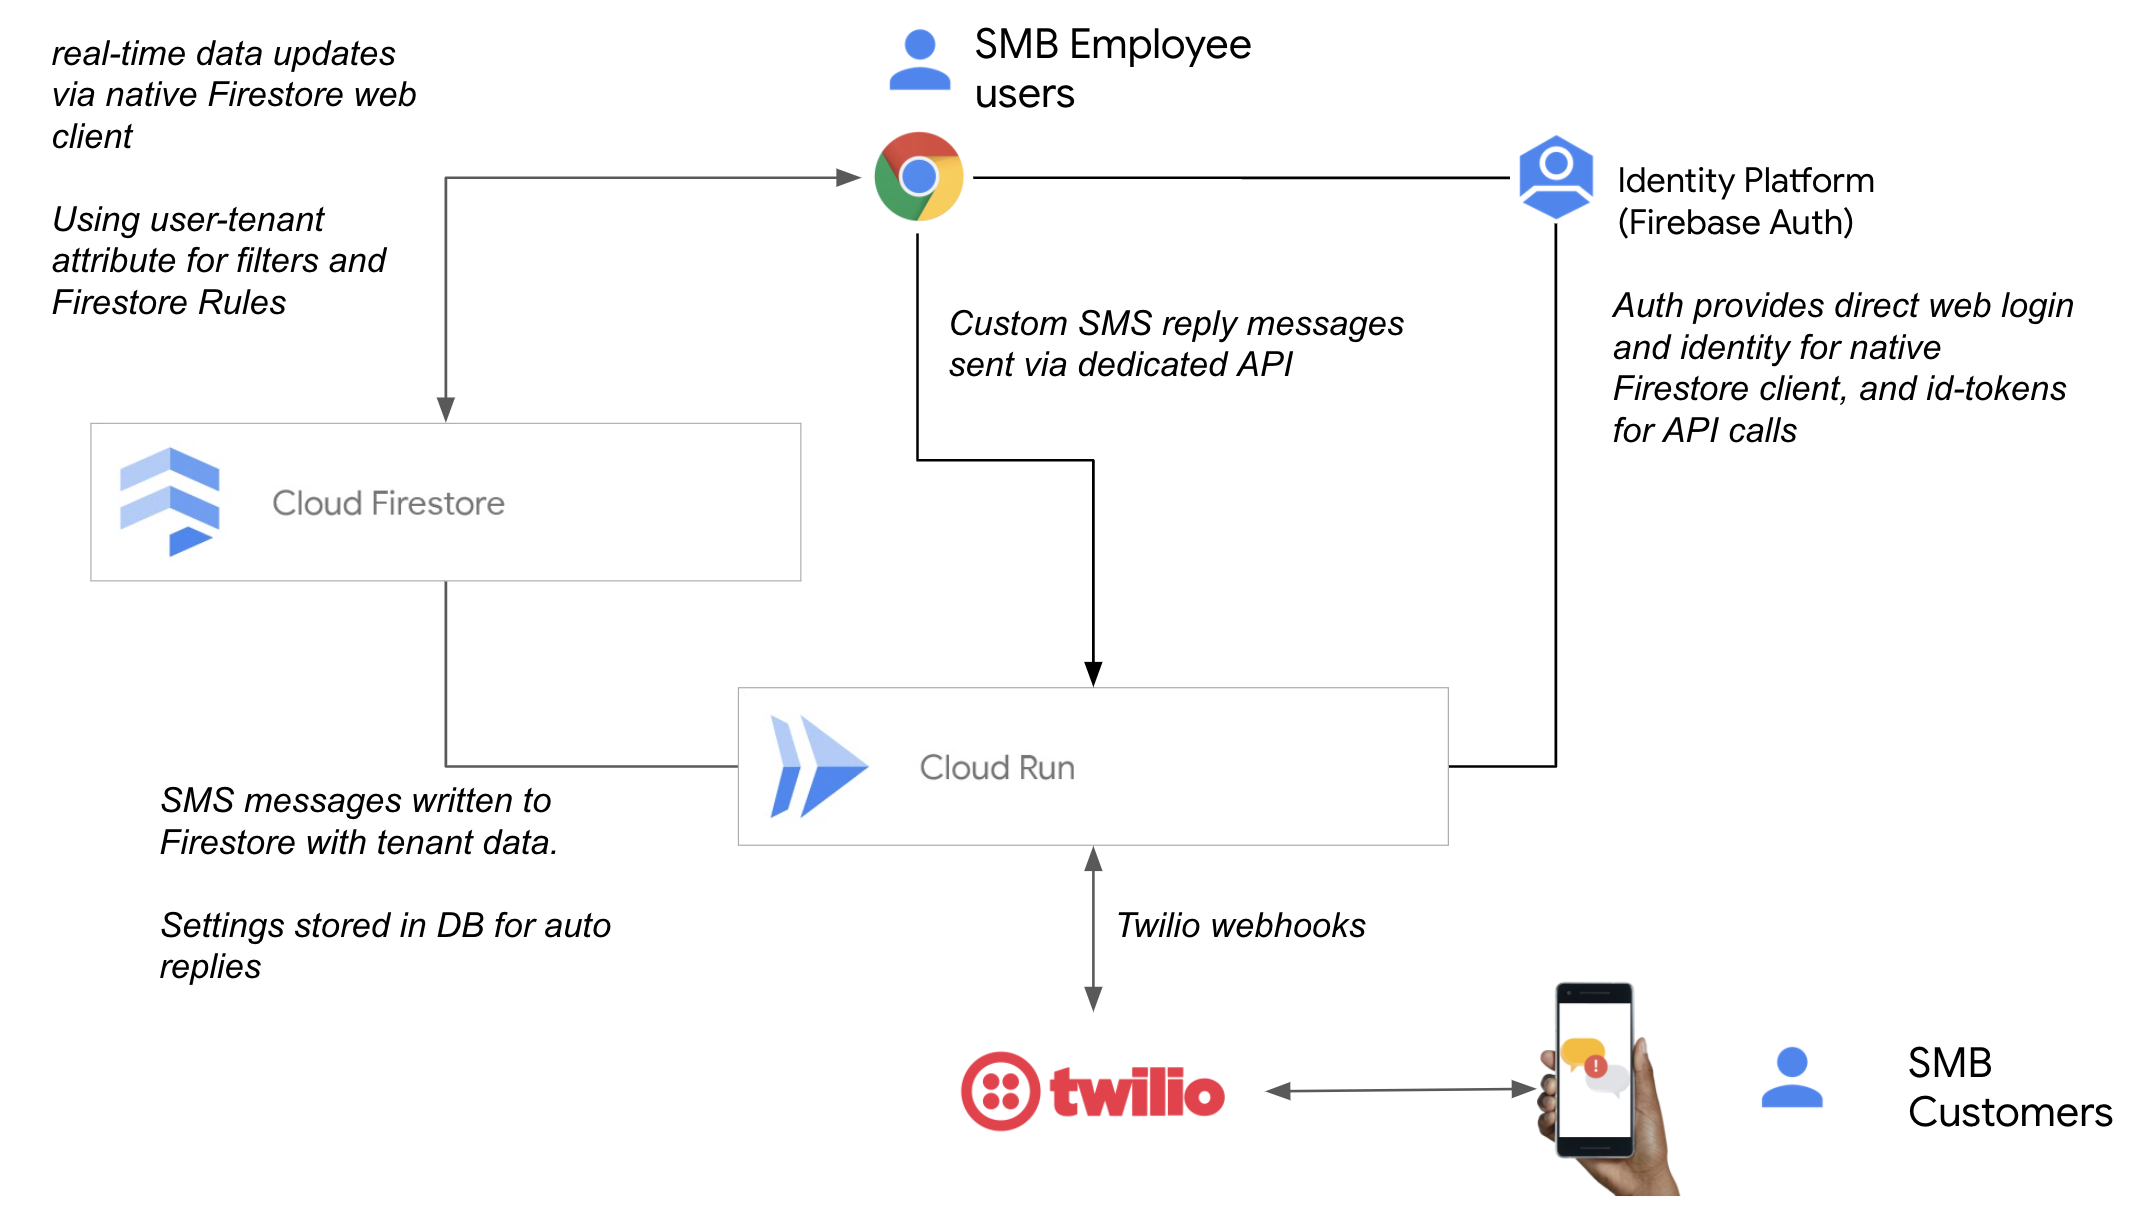 real-time data updates
via native Firestore web
client
Using user-tenant
attribute for filters and
Firestore Rules
SMB Employee
users
Identity Platform
(Firebase Auth)
Auth provides direct web login
and identity for native
Firestore client, and id-tokens
for API calls
Custom SMS reply messages
sent via dedicated API
Cloud Firestore
Cloud Run
SMS messages written to
Firestore with tenant data.
Settings stored in DB for auto
replies
Twilio webhooks
twilio
!
SMB
Customers